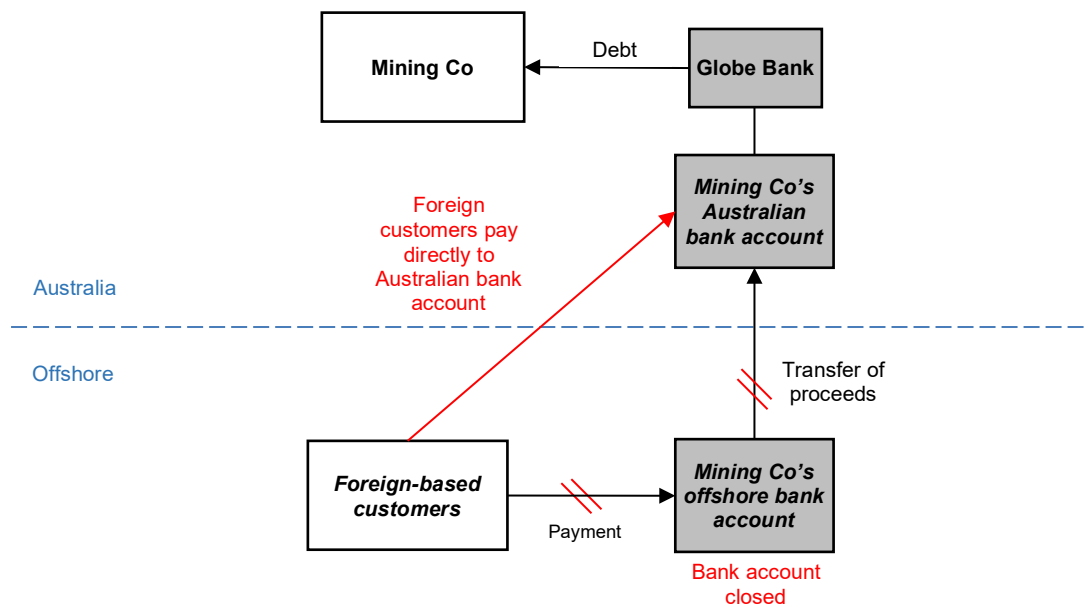 Mining Co
Debt
Globe Bank
Mining Co’s
Australian
bank account
Foreign
customers pay
directly to
Australian bank
account
Australia
Offshore
Transfer of
proceeds
Foreign-based
customers
Payment
Mining Co’s
offshore bank
account
Bank account
closed